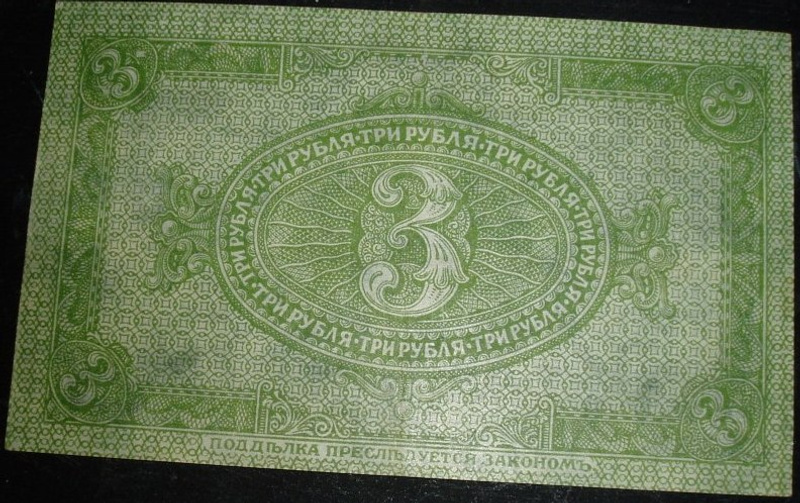 3 3
ТРИ РУБЛЯ · ТРИ РУБЛЯ · ТРИ РУБЛЯ · ТРИ РУБЛЯ · ТРИ РУБЛЯ ·
3
ТРИ РУБЛЯ · ТРИ РУБЛЯ · ТРИ РУБЛЯ ·
3 3
ПОДДѢЛКА ПРЕСЛѢДУЕТСЯ ЗАКОНОМЪ.